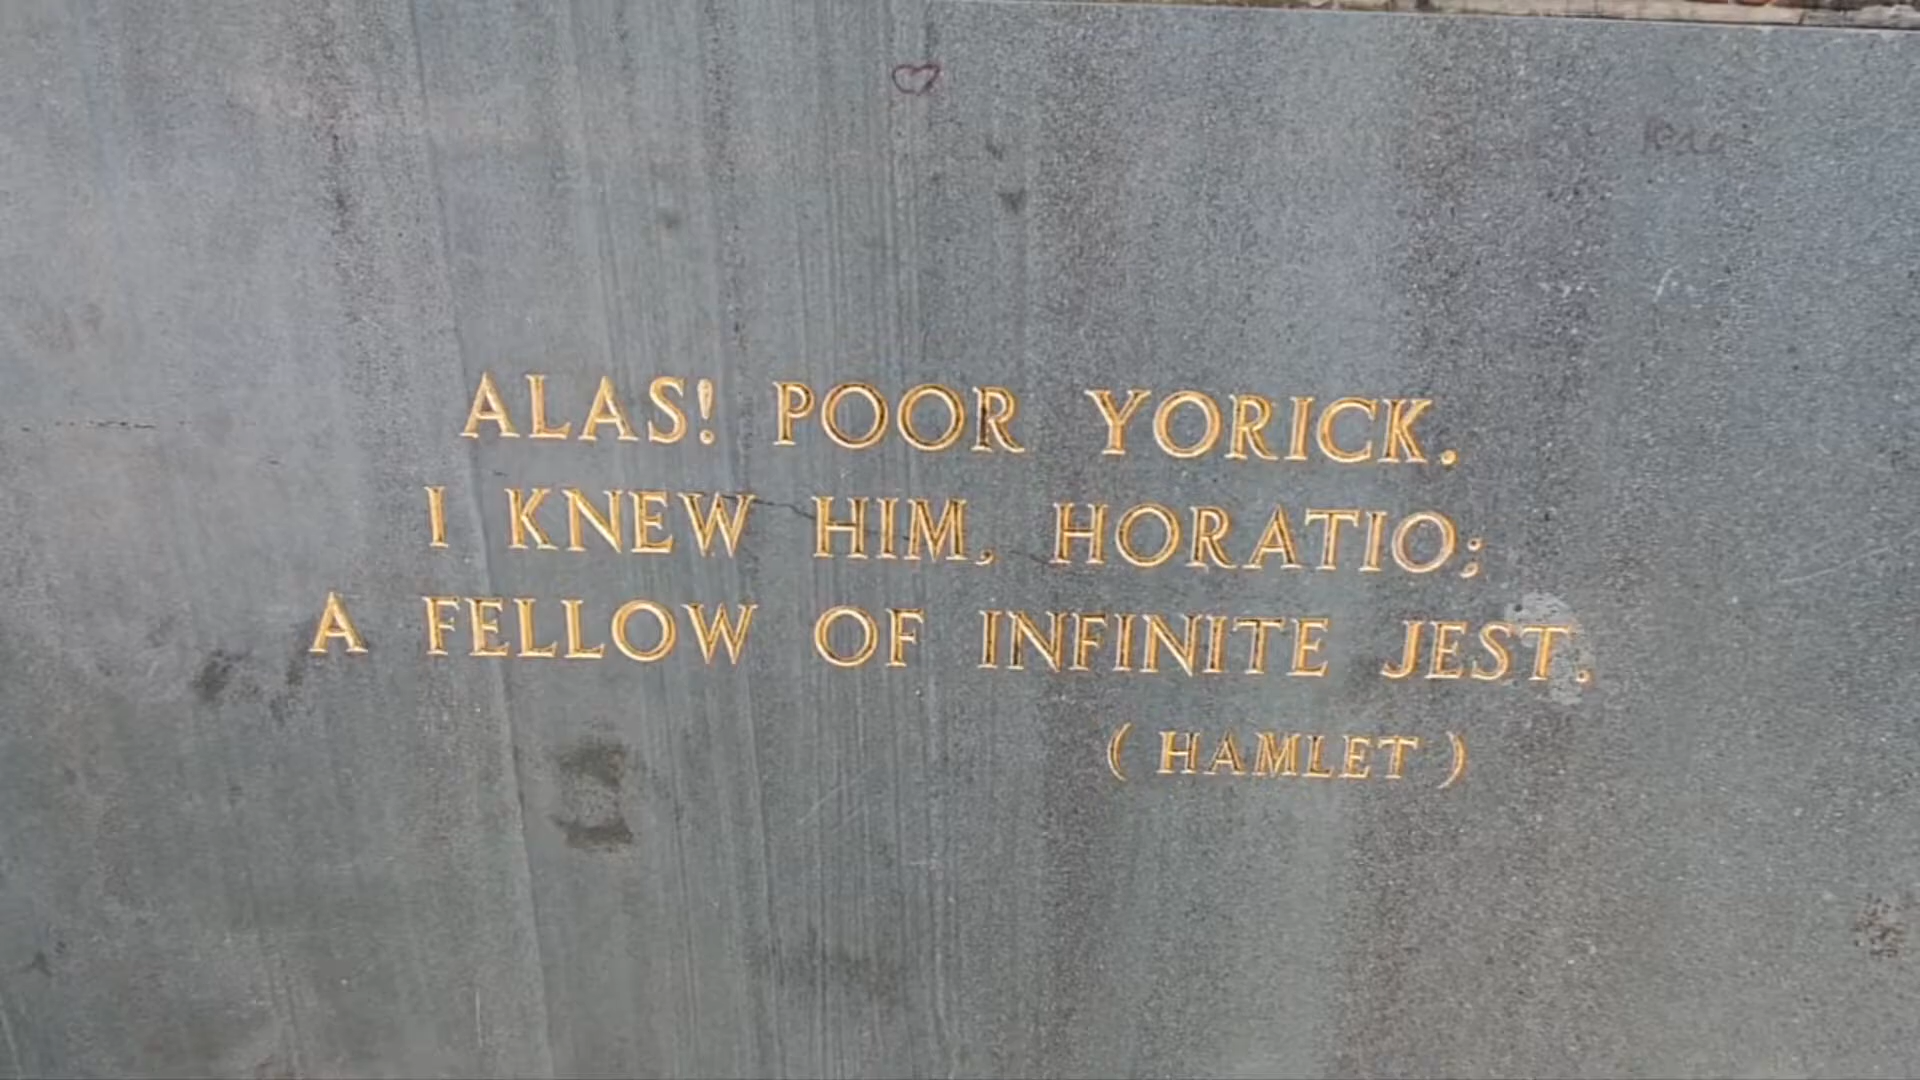 ALAS! POOR YORICK.
I KNEW HIM, HORATIO;
A FELLOW OF INFINITE JEST.
( HAMLET )